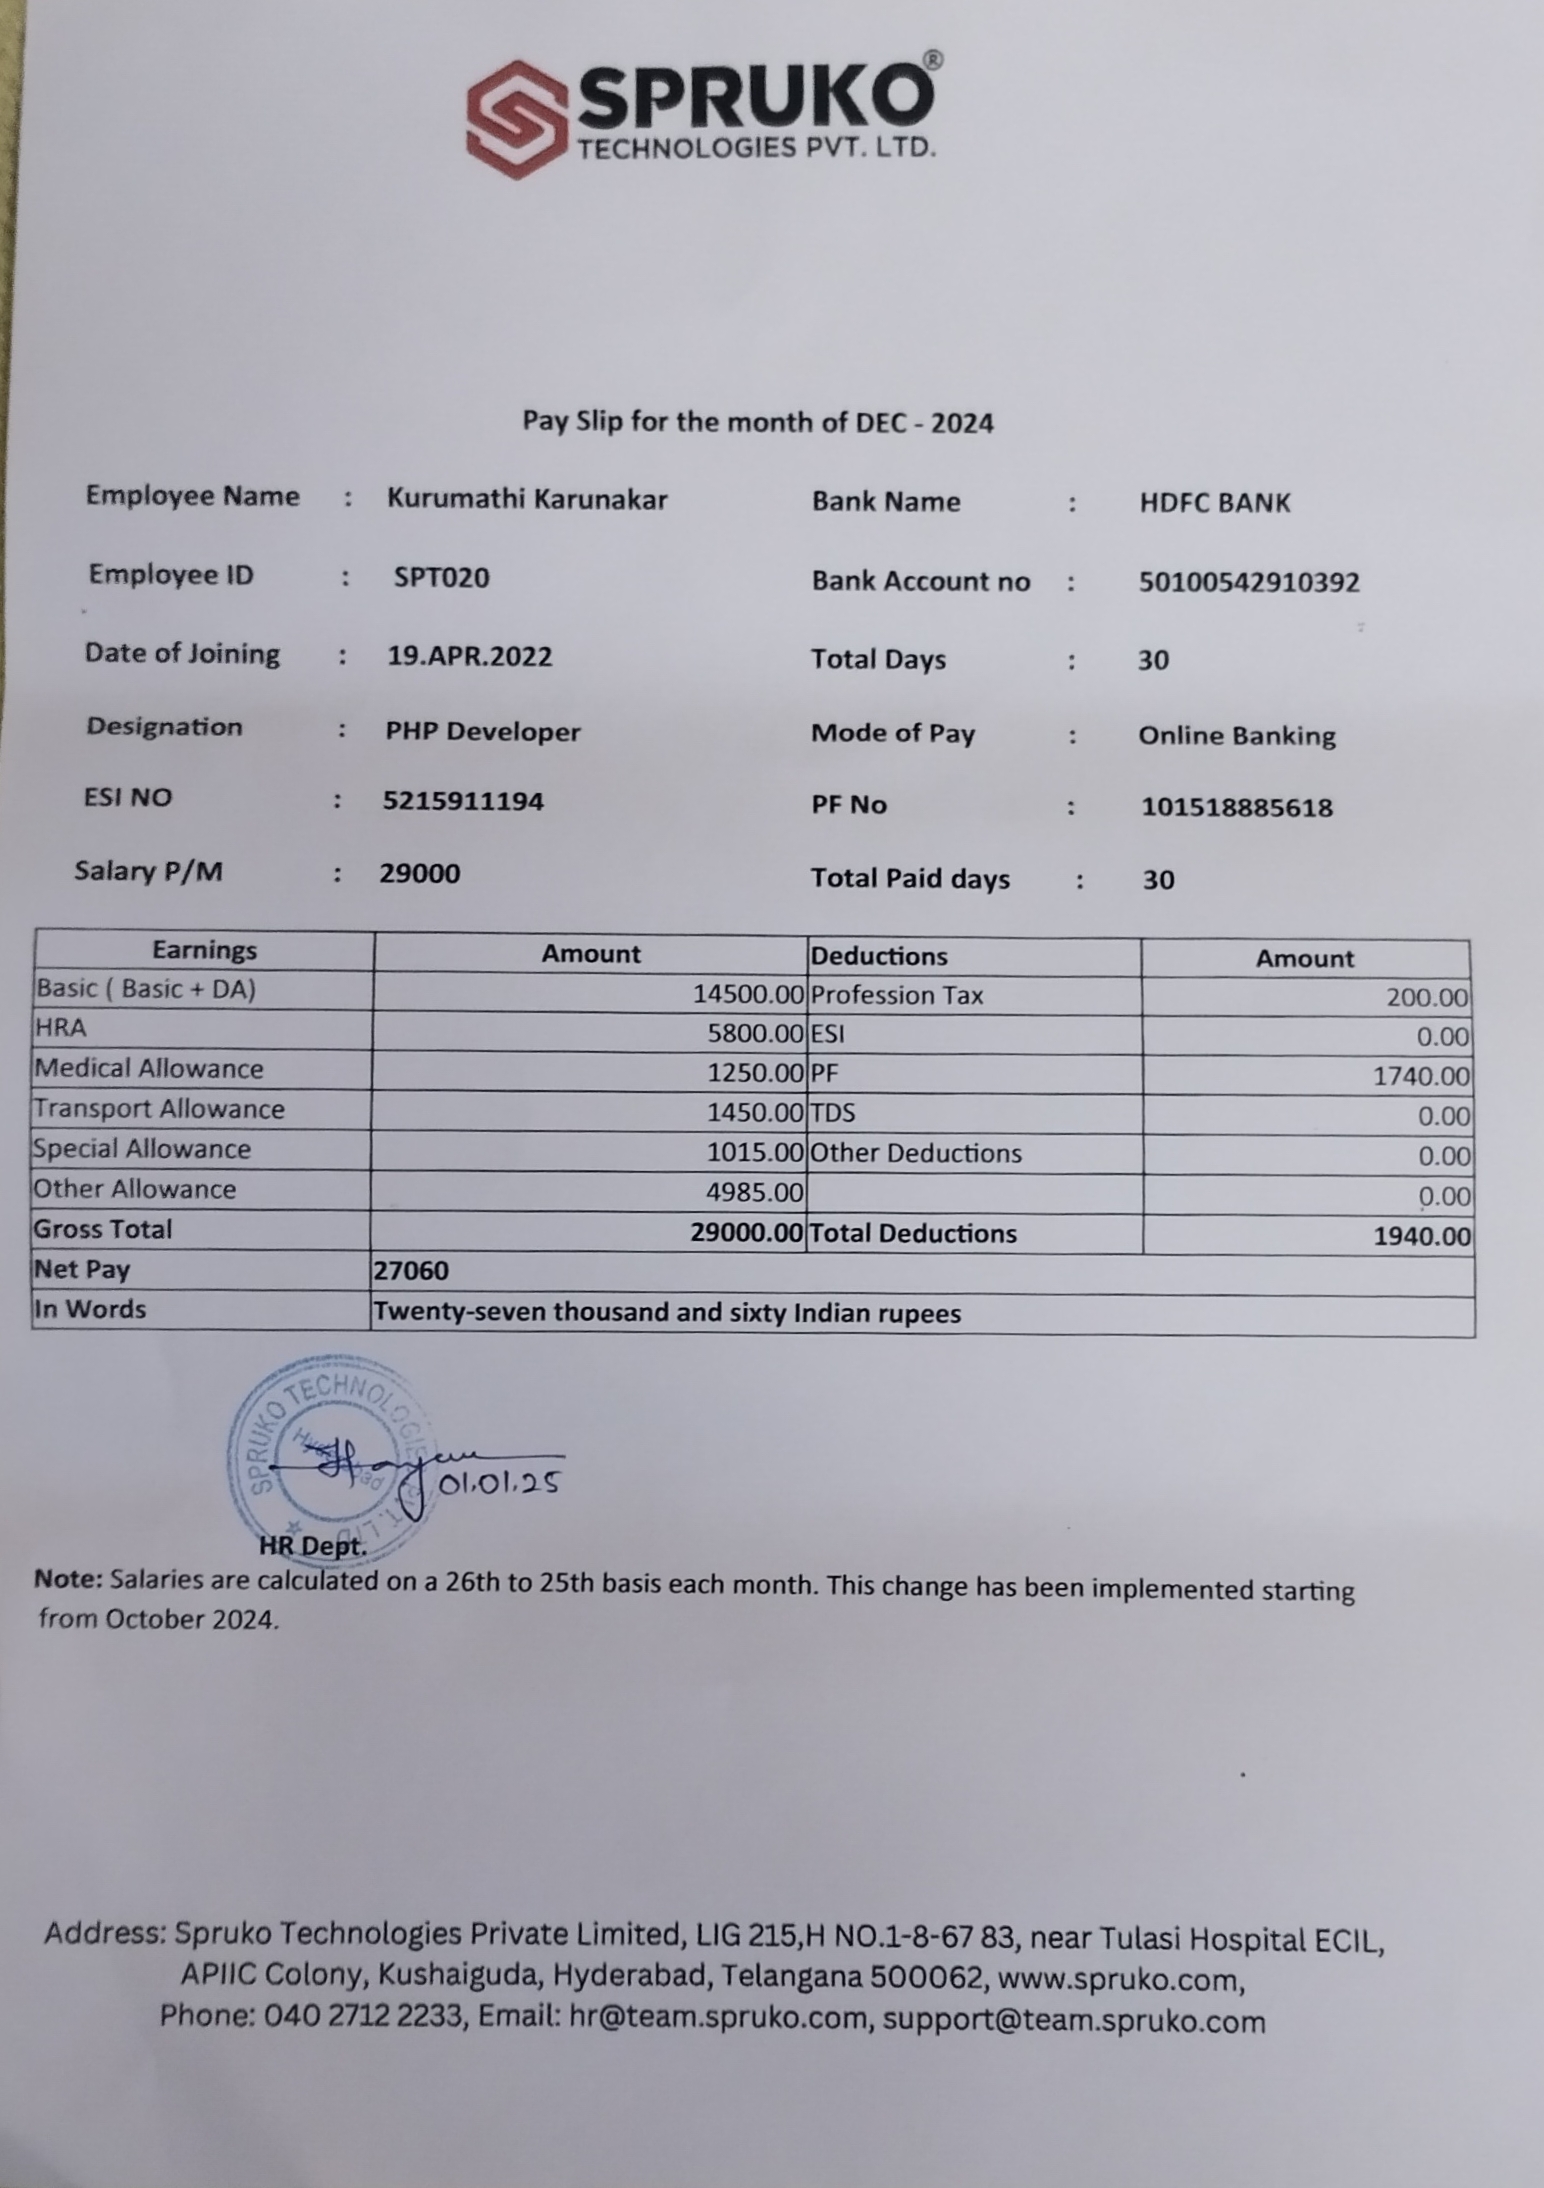 SPRUKO®
TECHNOLOGIES PVT. LTD.
Pay Slip for the month of DEC - 2024
Employee Name : Kurumathi Karunakar Bank Name : HDFC BANK
Employee ID : SPT020 Bank Account no : 50100542910392
Date of Joining : 19.APR.2022 Total Days : 30
Designation : PHP Developer Mode of Pay : Online Banking
ESI NO : 5215911194 PF No : 101518885618
Salary P/M : 29000 Total Paid days : 30
Earnings Amount Deductions Amount
Basic ( Basic + DA) 14500.00 Profession Tax 200.00
HRA 5800.00 ESI 0.00
Medical Allowance 1250.00 PF 1740.00
Transport Allowance 1450.00 TDS 0.00
Special Allowance 1015.00 Other Deductions 0.00
Other Allowance 4985.00 0.00
Gross Total 29000.00 Total Deductions 1940.00
Net Pay 27060
In Words Twenty-seven thousand and sixty Indian rupees
SPRUKO TECHNOLOGIES PVT. LTD
Hyderabad
01.01.25
HR Dept.
Note: Salaries are calculated on a 26th to 25th basis each month. This change has been implemented starting
from October 2024.
Address: Spruko Technologies Private Limited, LIG 215,H NO.1-8-67 83, near Tulasi Hospital ECIL,
APIIC Colony, Kushaiguda, Hyderabad, Telangana 500062, www.spruko.com,
Phone: 040 2712 2233, Email: hr@team.spruko.com, support@team.spruko.com